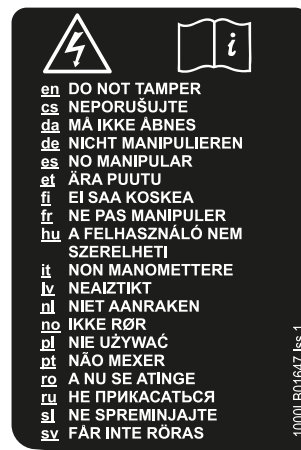 i
en DO NOT TAMPER
cs NEPORUŠUJTE
da MÅ IKKE ÅBNES
de NICHT MANIPULIEREN
es NO MANIPULAR
et ÄRA PUUTU
fi EI SAA KOSKEA
fr NE PAS MANIPULER
hu A FELHASZNÁLÓ NEM
SZERELHETI
it NON MANOMETTERE
lv NEAIZTIKT
nl NIET AANRAKEN
no IKKE RØR
pl NIE UŻYWAĆ
pt NÃO MEXER
ro A NU SE ATINGE
ru НЕ ПРИКАСАТЬСЯ
sl NE SPREMINJAJTE
sv FÅR INTE RÖRAS
1000LB01647 Iss 1